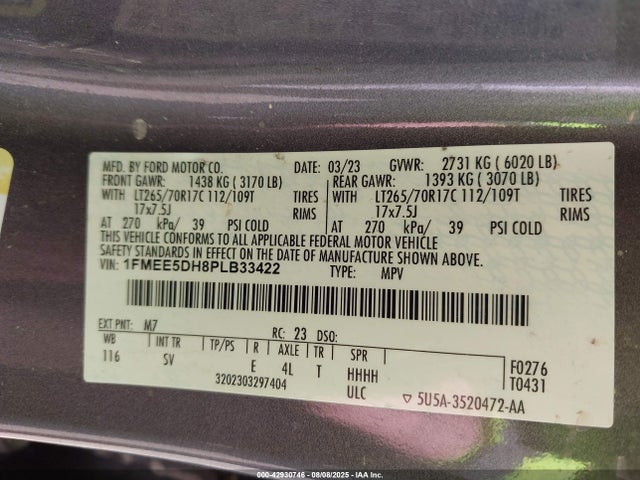 MFD. BY FORD MOTOR CO. DATE: 03/23 GVWR: 2731 KG ( 6020 LB)
FRONT GAWR: 1438 KG ( 3170 LB) REAR GAWR: 1393 KG ( 3070 LB)
WITH LT265/70R17C 112/109T TIRES WITH LT265/70R17C 112/109T TIRES
17x7.5J RIMS 17x7.5J RIMS
AT 270 kPa/ 39 PSI COLD AT 270 kPa/ 39 PSI COLD
THIS VEHICLE CONFORMS TO ALL APPLICABLE FEDERAL MOTOR VEHICLE
SAFETY STANDARDS IN EFFECT ON THE DATE OF MANUFACTURE SHOWN ABOVE.
VIN: 1FMEE5DH8PLB33422 TYPE: MPV
EXT PNT: M7 RC: 23 DSO:
WB INT TR TP/PS R AXLE TR SPR F0276
116 SV E 4L T HHHH T0431
3202303297404 ULC 5U5A-3520472-AA
000-42930746 - 08/08/2025 - IAA Inc.